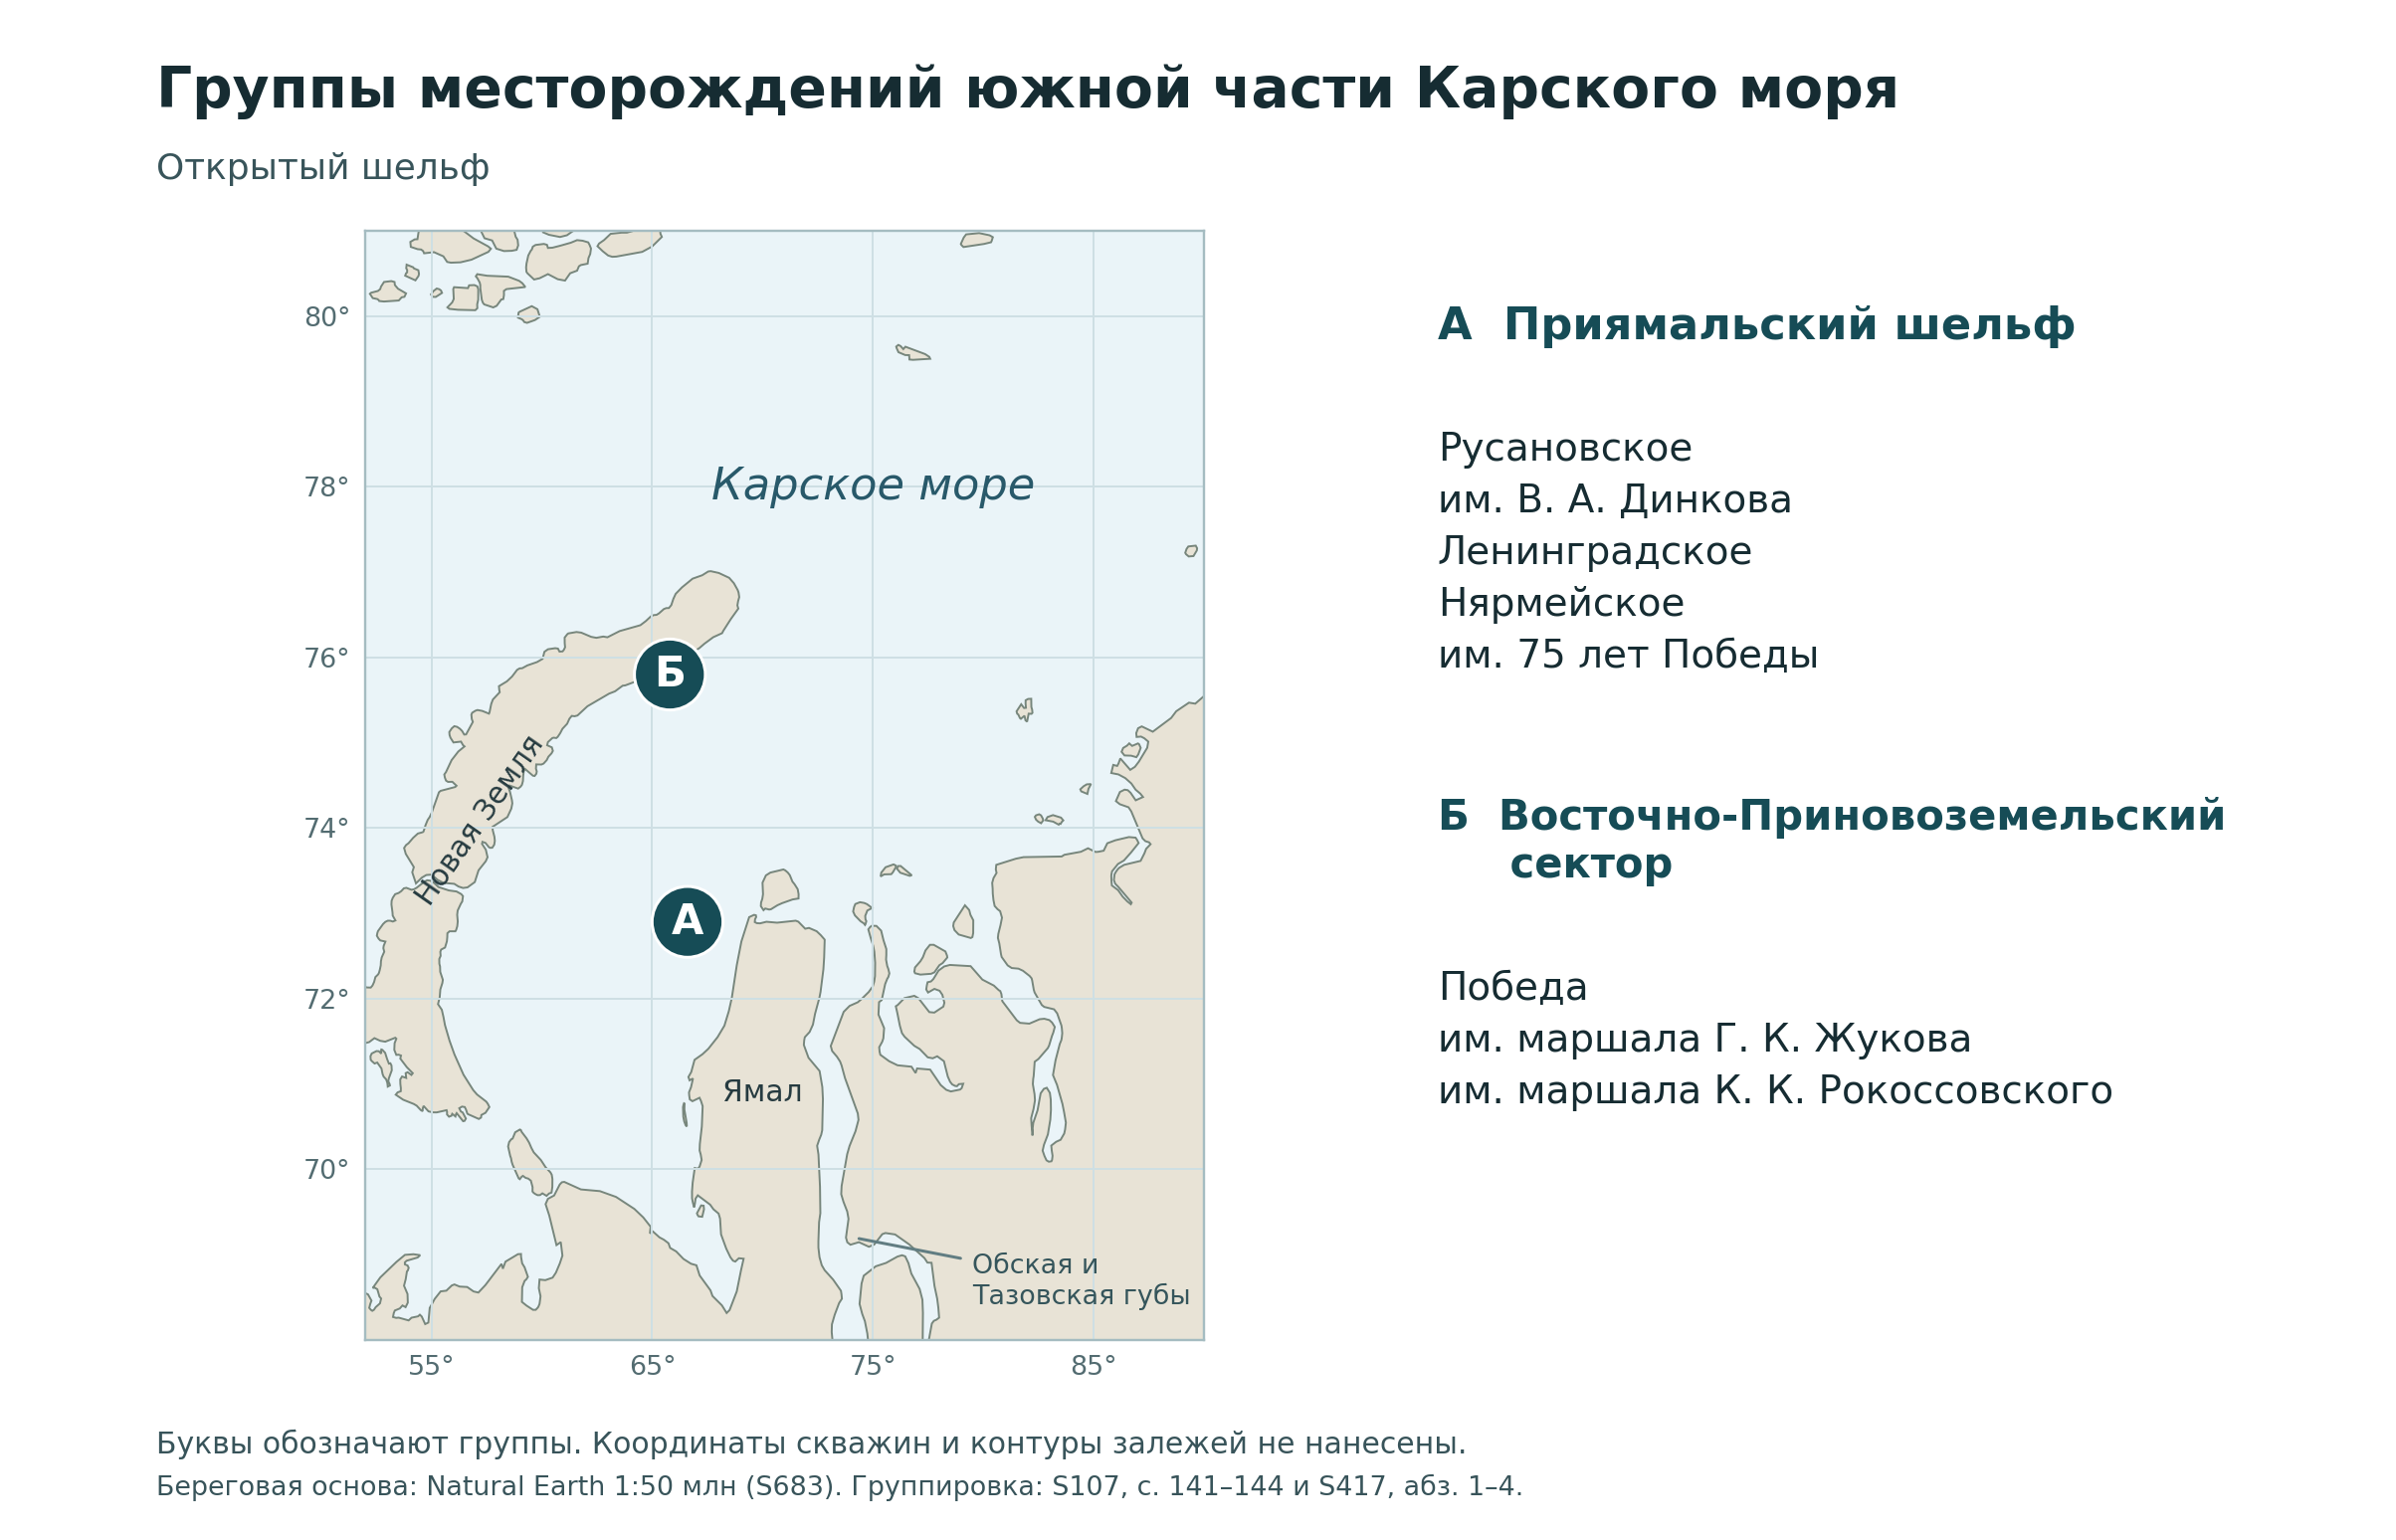 Группы месторождений южной части Карского моря
Открытый шельф
80°
78°
76°
74°
72°
70°
55°
65°
75°
85°
Карское море
Б
Новая Земля
А
Ямал
Обская и
Тазовская губы
А Приямальский шельф
Русановское
им. В. А. Динкова
Ленинградское
Нярмейское
им. 75 лет Победы
Б Восточно-Приновоземельский
сектор
Победа
им. маршала Г. К. Жукова
им. маршала К. К. Рокоссовского
Буквы обозначают группы. Координаты скважин и контуры залежей не нанесены.
Береговая основа: Natural Earth 1:50 млн (S683). Группировка: S107, с. 141–144 и S417, абз. 1–4.